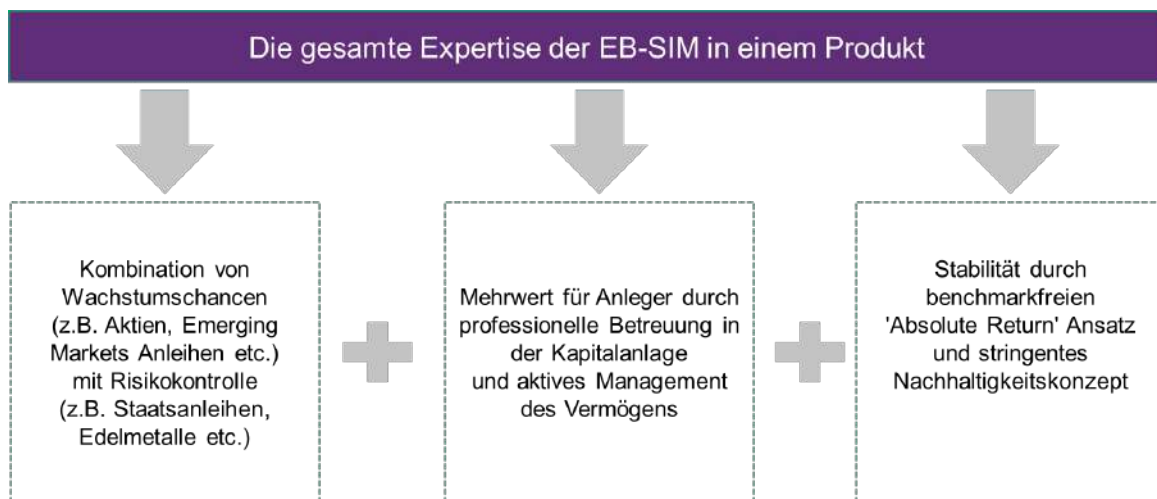 Die gesamte Expertise der EB-SIM in einem Produkt
Kombination von
Wachstumschancen
(z.B. Aktien, Emerging
Markets Anleihen etc.)
mit Risikokontrolle
(z.B. Staatsanleihen,
Edelmetalle etc.)
Mehrwert für Anleger durch
professionelle Betreuung in
der Kapitalanlage
und aktives Management
des Vermögens
Stabilität durch
benchmarkfreien
'Absolute Return' Ansatz
und stringentes
Nachhaltigkeitskonzept